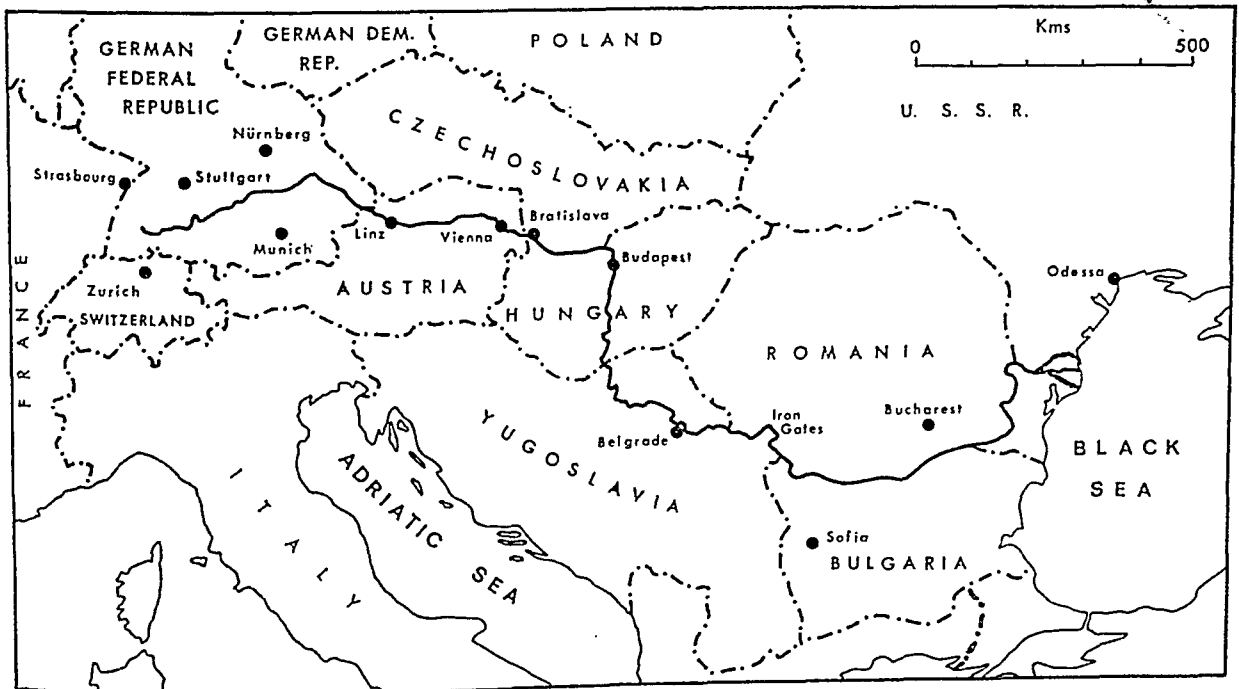 GERMAN
FEDERAL
REPUBLIC
GERMAN DEM.
REP.
POLAND
Kms
0 500
U. S. S. R.
CZECHOSLOVAKIA
Nürnberg
Strasbourg
Stuttgart
Munich
Linz
Vienna
Bratislava
Budapest
Zurich
SWITZERLAND
AUSTRIA
HUNGARY
FRANCE
Odessa
ROMANIA
Iron
Gates
Bucharest
Belgrade
YUGOSLAVIA
BLACK
SEA
ADRIATIC
SEA
ITALY
Sofia
BULGARIA